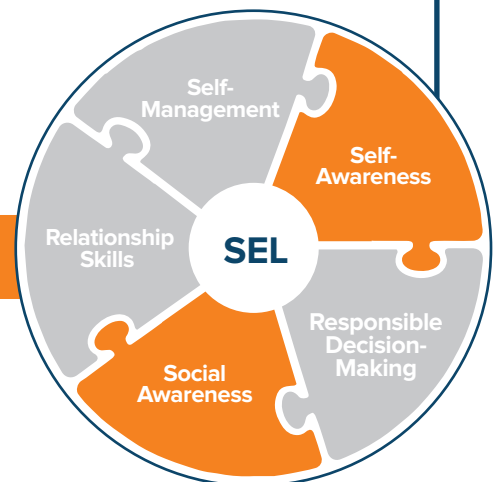 Self-
Management
Self-
Awareness
Relationship
Skills
SEL
Responsible
Decision-
Making
Social
Awareness